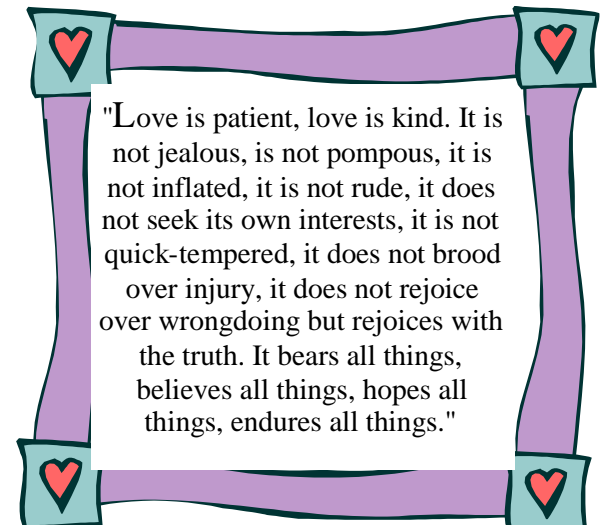 "Love is patient, love is kind. It is
not jealous, is not pompous, it is
not inflated, it is not rude, it does
not seek its own interests, it is not
quick-tempered, it does not brood
over injury, it does not rejoice
over wrongdoing but rejoices with
the truth. It bears all things,
believes all things, hopes all
things, endures all things."